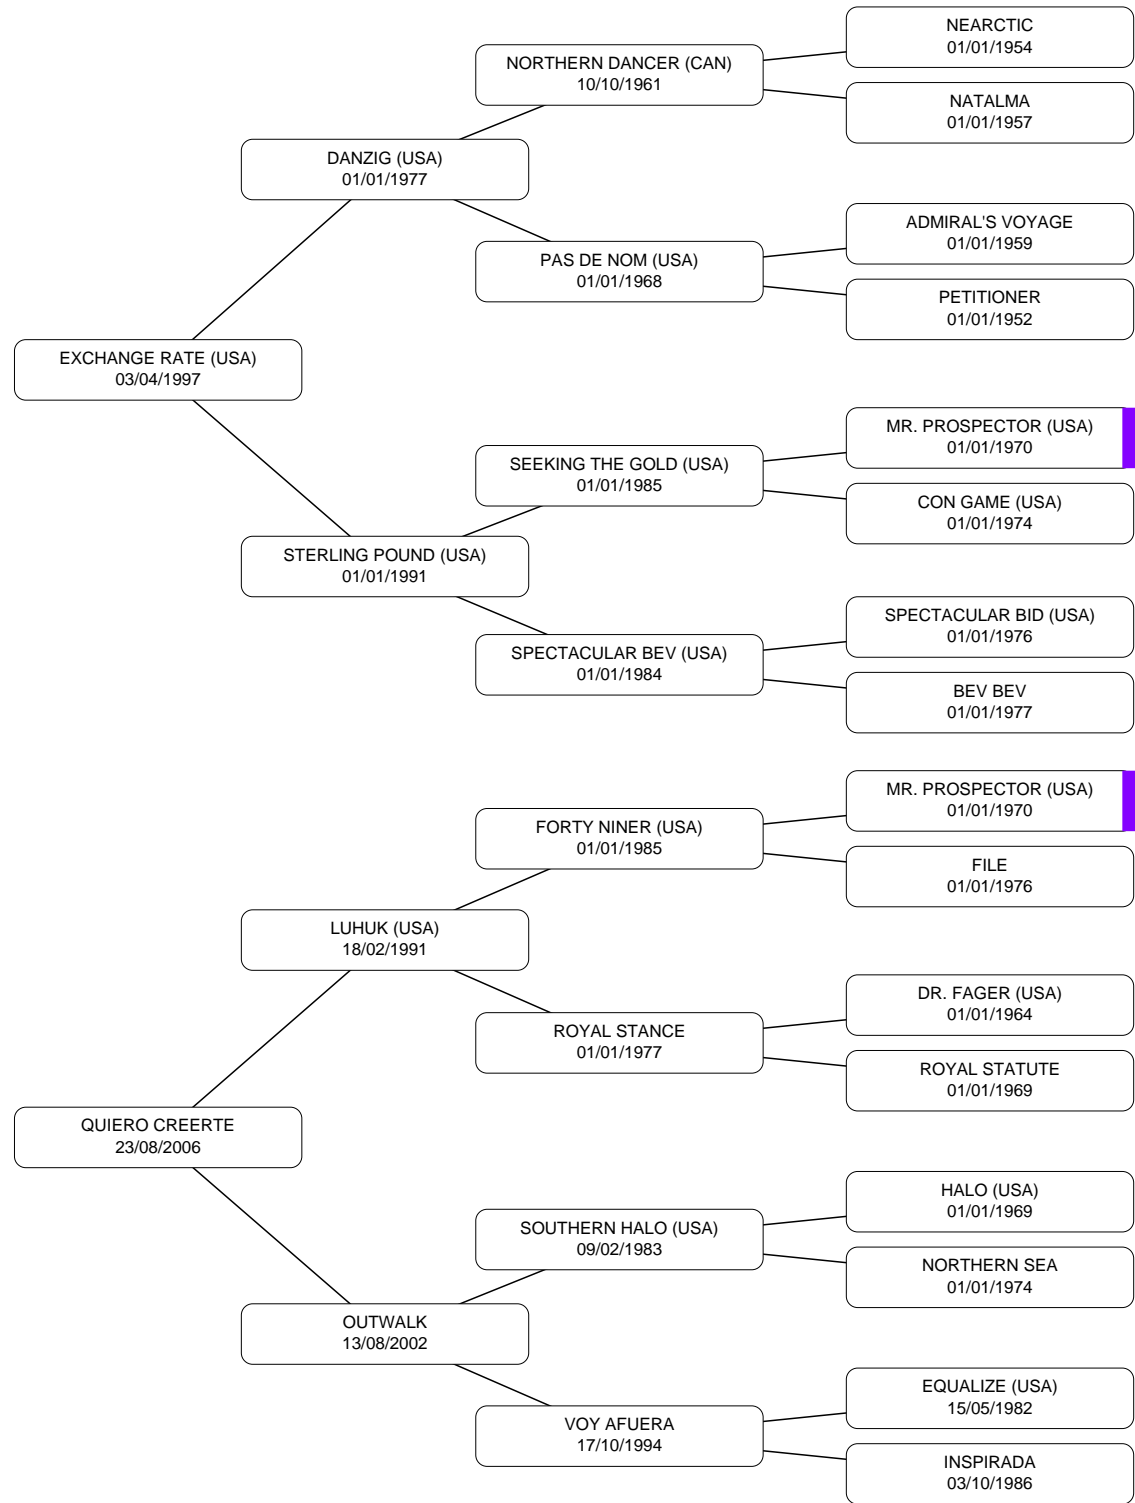 NEARCTIC
01/01/1954
NORTHERN DANCER (CAN)
10/10/1961
NATALMA
01/01/1957
DANZIG (USA)
01/01/1977
ADMIRAL'S VOYAGE
01/01/1959
PAS DE NOM (USA)
01/01/1968
PETITIONER
01/01/1952
EXCHANGE RATE (USA)
03/04/1997
MR. PROSPECTOR (USA)
01/01/1970
SEEKING THE GOLD (USA)
01/01/1985
CON GAME (USA)
01/01/1974
STERLING POUND (USA)
01/01/1991
SPECTACULAR BID (USA)
01/01/1976
SPECTACULAR BEV (USA)
01/01/1984
BEV BEV
01/01/1977
MR. PROSPECTOR (USA)
01/01/1970
FORTY NINER (USA)
01/01/1985
FILE
01/01/1976
LUHUK (USA)
18/02/1991
DR. FAGER (USA)
01/01/1964
ROYAL STANCE
01/01/1977
ROYAL STATUTE
01/01/1969
QUIERO CREERTE
23/08/2006
HALO (USA)
01/01/1969
SOUTHERN HALO (USA)
09/02/1983
NORTHERN SEA
01/01/1974
OUTWALK
13/08/2002
EQUALIZE (USA)
15/05/1982
VOY AFUERA
17/10/1994
INSPIRADA
03/10/1986